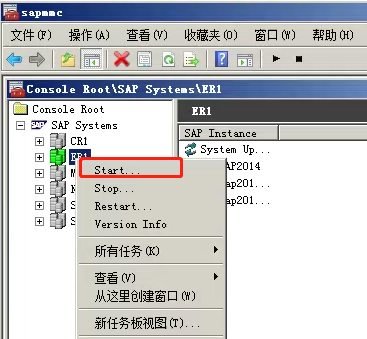 sapmmc
文件(F) 操作(A) 查看(V) 收藏夹(O) 窗口(W) 帮助(H)
Console Root\SAP Systems\ER1
Console Root
ER1
SAP Systems
SAP Instance
CR1
System Up...
ER1
AP2014
Start...
ap201...
Stop...
ap201...
Restart...
Version Info
所有任务(K)
查看(V)
从这里创建窗口(W)
新任务板视图(T)...